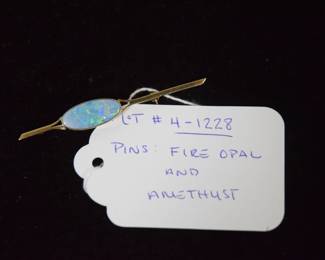 LOT # 4-1228
PINS: FIRE OPAL
AND
AMETHYST